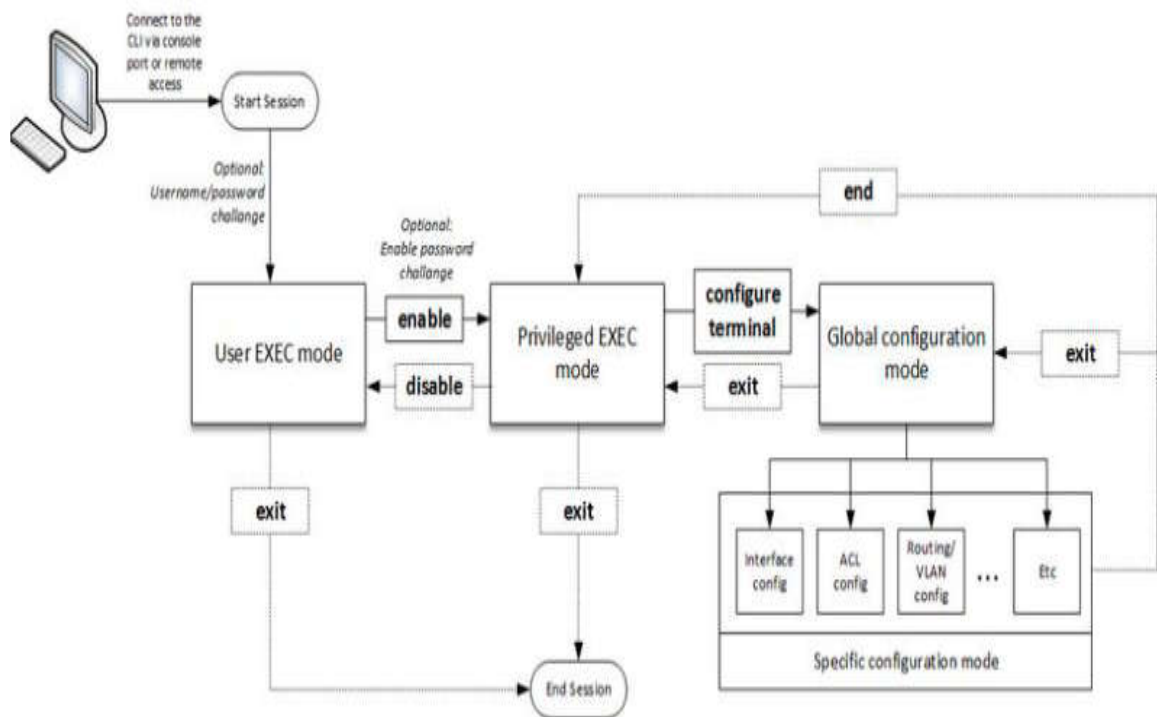 Connect to the
CLI via console
port or remote
access
Start Session
Optional:
Username/password
challange
end
Optional:
Enable password
challange
User EXEC mode
enable
disable
Privileged EXEC
mode
configure
terminal
exit
Global configuration
mode
exit
exit
exit
Interface
config
ACL
config
Routing/
VLAN
config
...
Etc
Specific configuration mode
End Session